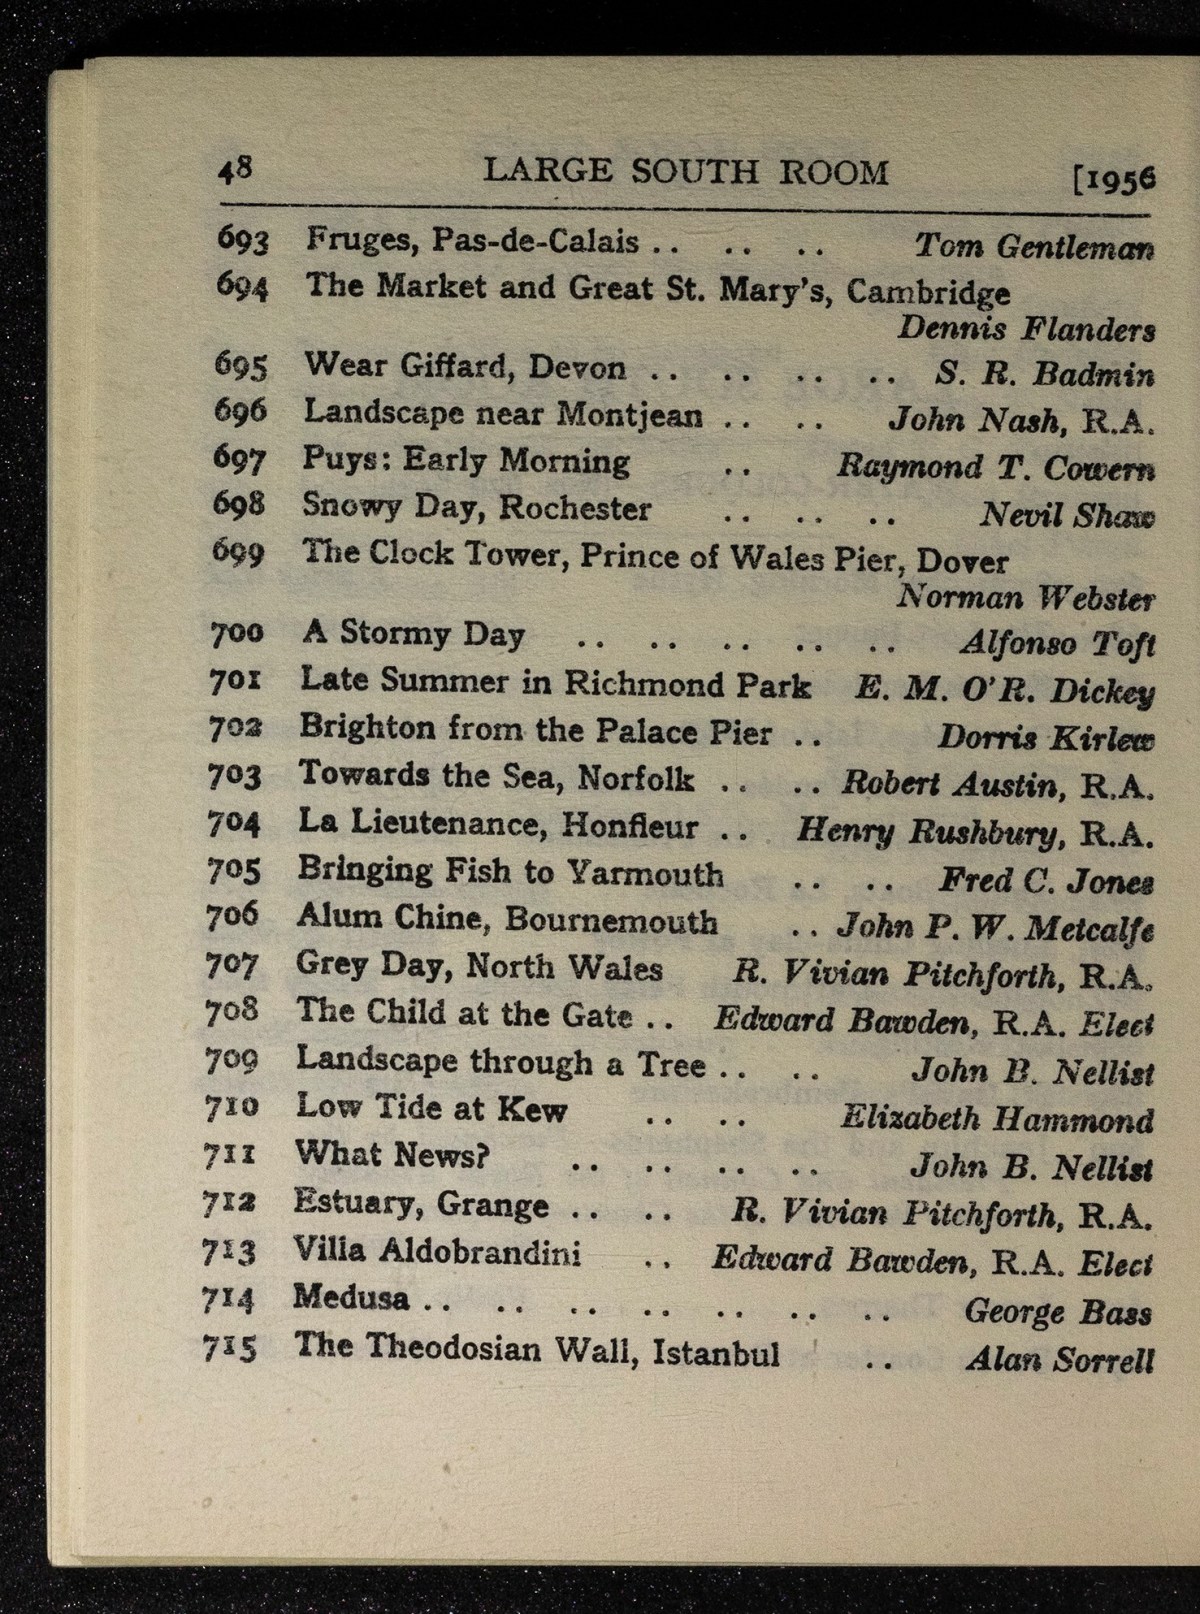 48 LARGE SOUTH ROOM [1956
693 Fruges, Pas-de-Calais .. .. .. Tom Gentleman
694 The Market and Great St. Mary's, Cambridge
Dennis Flanders
695 Wear Giffard, Devon .. .. .. .. S. R. Badmin
696 Landscape near Montjean .. .. John Nash, R.A.
697 Puys: Early Morning .. Raymond T. Cowern
698 Snowy Day, Rochester .. .. .. Nevil Shaw
699 The Clock Tower, Prince of Wales Pier, Dover
Norman Webster
700 A Stormy Day .. .. .. .. .. Alfonso Toft
701 Late Summer in Richmond Park E. M. O'R. Dickey
702 Brighton from the Palace Pier .. Dorris Kirlew
703 Towards the Sea, Norfolk .. .. Robert Austin, R.A.
704 La Lieutenance, Honfleur .. Henry Rushbury, R.A.
705 Bringing Fish to Yarmouth .. .. Fred C. Jones
706 Alum Chine, Bournemouth .. John P. W. Metcalfe
707 Grey Day, North Wales R. Vivian Pitchforth, R.A.
708 The Child at the Gate .. Edward Bawden, R.A. Elect
709 Landscape through a Tree .. .. John B. Nellist
710 Low Tide at Kew .. .. Elizabeth Hammond
711 What News? .. .. .. .. John B. Nellist
712 Estuary, Grange .. .. R. Vivian Pitchforth, R.A.
713 Villa Aldobrandini .. Edward Bawden, R.A. Elect
714 Medusa .. .. .. .. .. .. .. George Bass
715 The Theodosian Wall, Istanbul .. Alan Sorrell